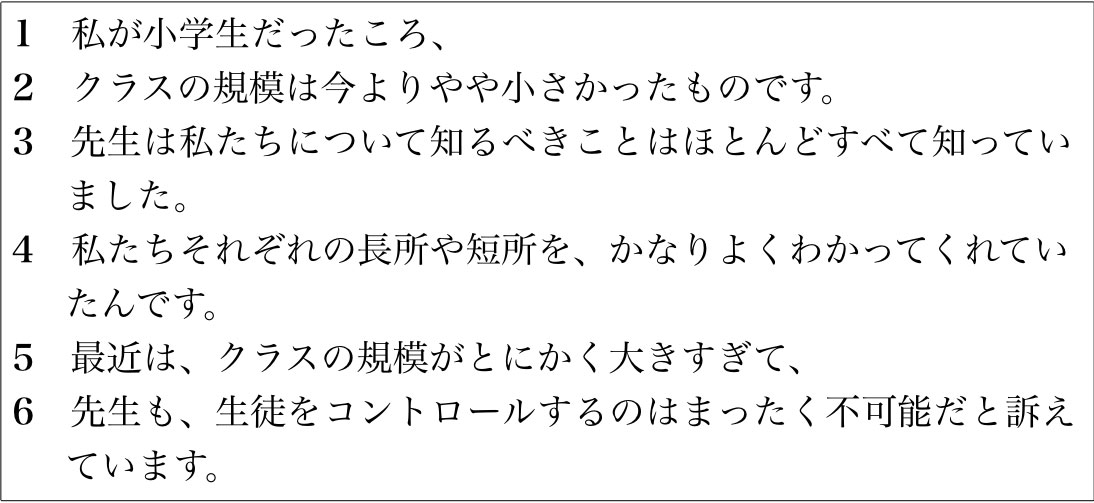 1 私が小学生だったころ、
2 クラスの規模は今よりやや小さかったものです。
3 先生は私たちについて知るべきことはほとんどすべて知ってい
ました。
4 私たちそれぞれの長所や短所を、かなりよくわかってくれてい
たんです。
5 最近は、クラスの規模がとにかく大きすぎて、
6 先生も、生徒をコントロールするのはまったく不可能だと訴え
ています。